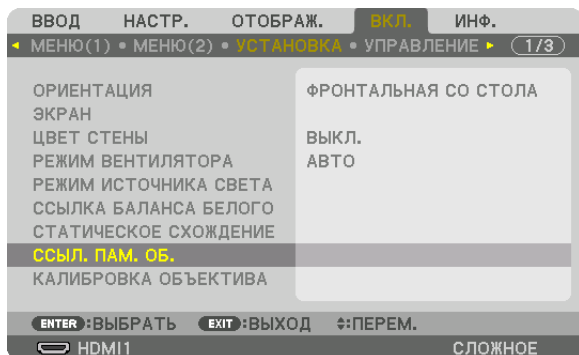 ВВОД НАСТР. ОТОБРАЖ. ВКЛ. ИНФ.
МЕНЮ(1) • МЕНЮ(2) • УСТАНОВКА • УПРАВЛЕНИЕ 1/3
ОРИЕНТАЦИЯ ФРОНТАЛЬНАЯ СО СТОЛА
ЭКРАН
ЦВЕТ СТЕНЫ ВЫКЛ.
РЕЖИМ ВЕНТИЛЯТОРА АВТО
РЕЖИМ ИСТОЧНИКА СВЕТА
ССЫЛКА БАЛАНСА БЕЛОГО
СТАТИЧЕСКОЕ СХОЖДЕНИЕ
ССЫЛ. ПАМ. ОБ.
КАЛИБРОВКА ОБЪЕКТИВА
ENTER :ВЫБРАТЬ EXIT :ВЫХОД :ПЕРЕМ.
HDMI1 СЛОЖНОЕ